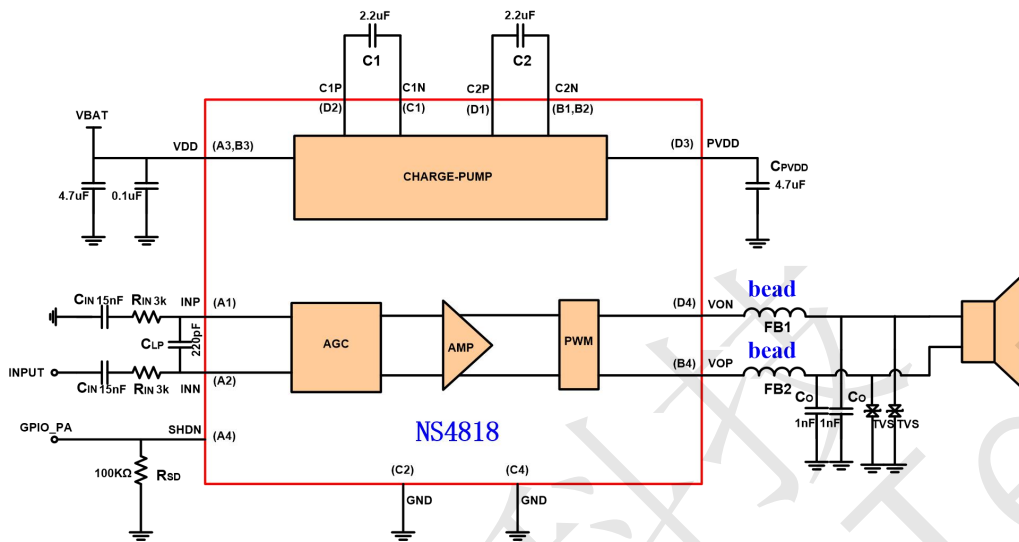 2.2uF
2.2uF
C1
C2
C1P
C1N
C2P
C2N
(D2)
(C1)
(D1)
(B1,B2)
VBAT
VDD
(A3,B3)
(D3)
PVDD
CHARGE-PUMP
CPVDD
4.7uF
4.7uF
0.1uF
CIN 15nF
RIN 3k
INP
(A1)
(D4)
VON
bead
FB1
CLP
220pF
AGC
AMP
PWM
bead
INPUT
CIN 15nF
RIN 3k
INN
(A2)
(B4)
VOP
FB2
CO
CO
1nF
1nF
TVS
TVS
GPIO_PA
SHDN
(A4)
NS4818
100KΩ
RSD
(C2)
(C4)
GND
GND
科技
Te